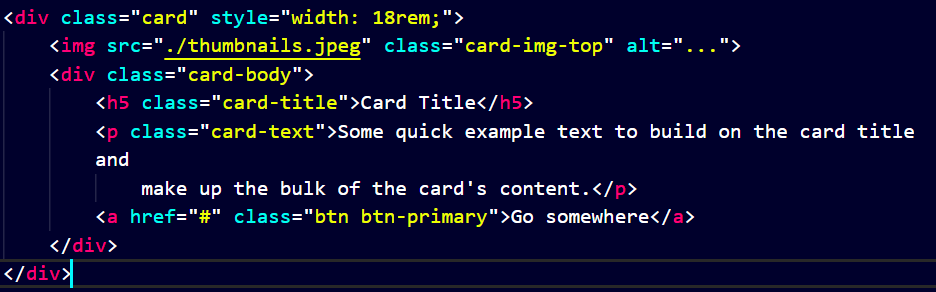 <div class="card" style="width: 18rem;">
    <img src="./thumbnails.jpeg" class="card-img-top" alt="...">
    <div class="card-body">
        <h5 class="card-title">Card Title</h5>
        <p class="card-text">Some quick example text to build on the card title
        and
            make up the bulk of the card's content.</p>
        <a href="#" class="btn btn-primary">Go somewhere</a>
    </div>
</div>